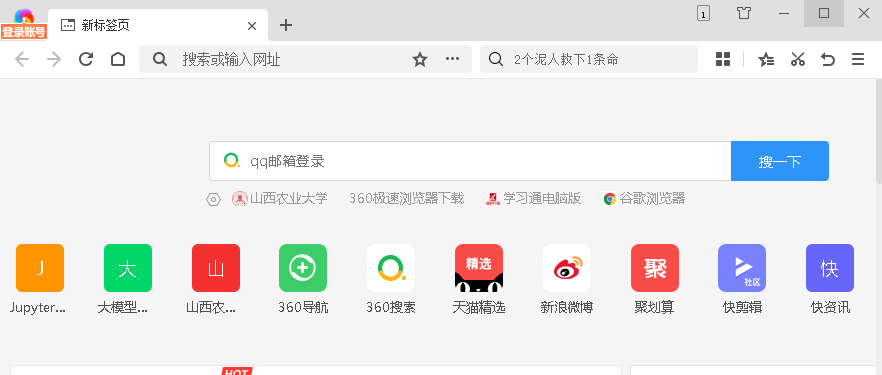 登录账号
新标签页
1
搜索或输入网址
2个泥人救下1条命
qq邮箱登录
搜一下
山西农业大学 360极速浏览器下载 学习通电脑版 谷歌浏览器
J 大 山 精选 聚 社区 快
Jupyter... 大模型... 山西农... 360导航 360搜索 天猫精选 新浪微博 聚划算 快剪辑 快资讯
HOT